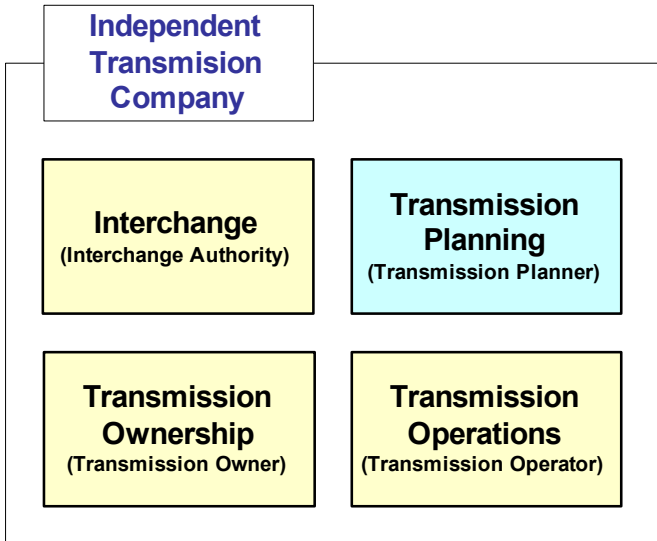 Independent
Transmision
Company
Interchange
(Interchange Authority)
Transmission
Planning
(Transmission Planner)
Transmission
Ownership
(Transmission Owner)
Transmission
Operations
(Transmission Operator)